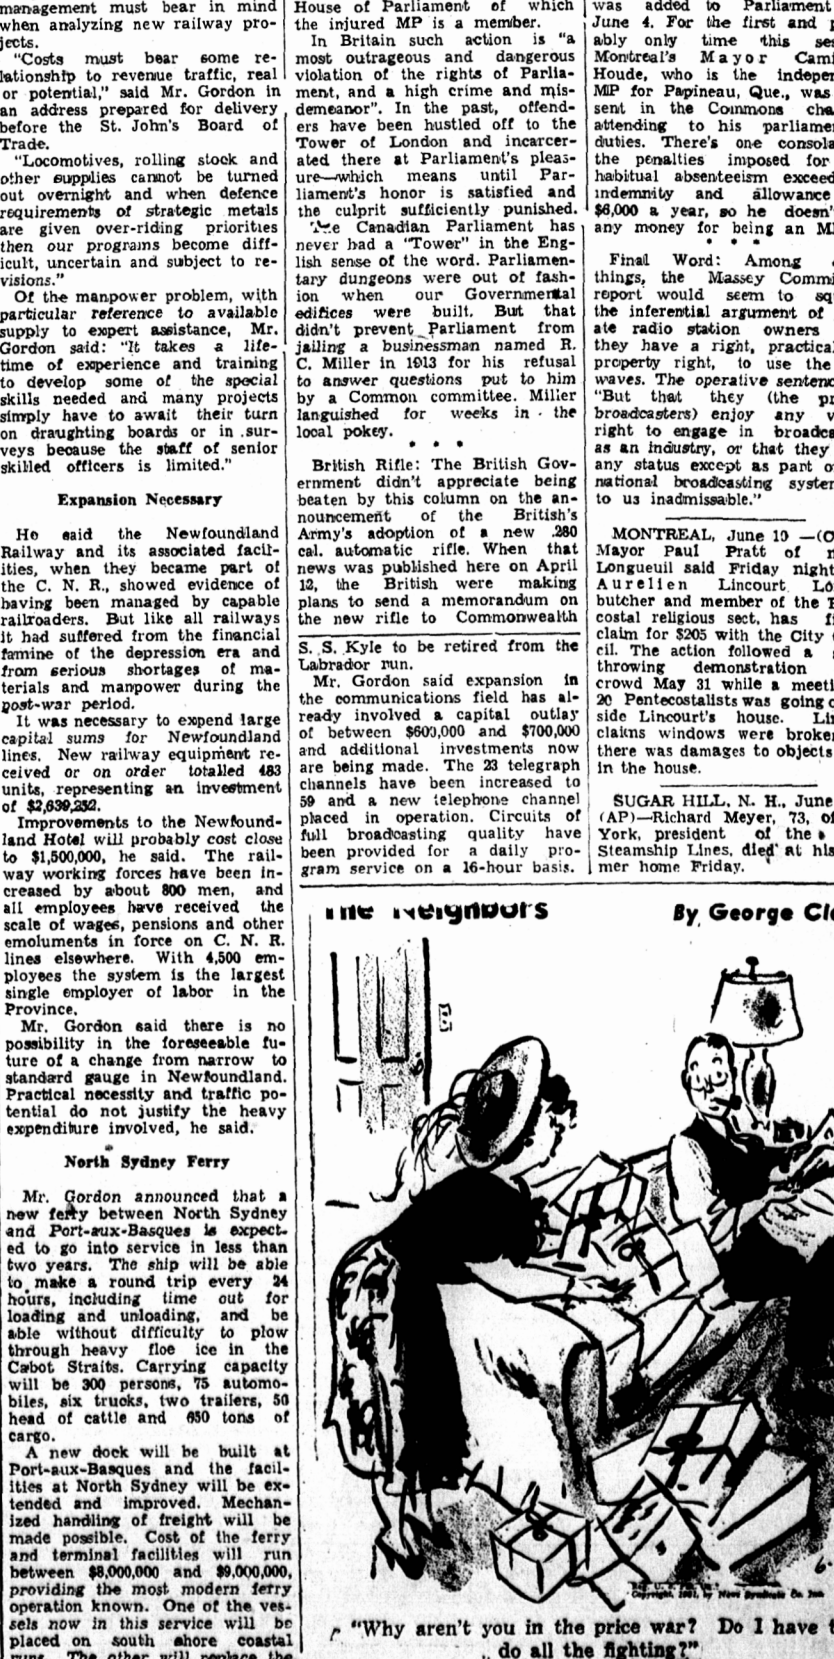 management must bear in mind
when analyzing new railway pro-
jects.
"Costs must bear some re-
lationship to revenue traffic, real
or potential," said Mr. Gordon in
an address prepared for delivery
before the St. John's Board of
Trade.
"Locomotives, rolling stock and
other supplies cannot be turned
out overnight and when defence
requirements of strategic metals
are given over-riding priorities
then our programs become diff-
icult, uncertain and subject to re-
visions."
Of the manpower problem, with
particular reference to available
supply to expert assistance, Mr.
Gordon said: "It takes a life-
time of experience and training
to develop some of the special
skills needed and many projects
simply have to await their turn
on draughting boards or in sur-
veys because the staff of senior
skilled officers is limited."
Expansion Necessary
He said the Newfoundland
Railway and its associated facil-
ities, when they became part of
the C. N. R., showed evidence of
having been managed by capable
railroaders. But like all railways
it had suffered from the financial
famine of the depression era and
from serious shortages of ma-
terials and manpower during the
post-war period.
It was necessary to expend large
capital sums for Newfoundland
lines. New railway equipment re-
ceived or on order totalled 483
units, representing an investment
of $2,639,252.
Improvements to the Newfound-
land Hotel will probably cost close
to $1,500,000, he said. The rail-
way working forces have been in-
creased by about 800 men, and
all employees have received the
scale of wages, pensions and other
emoluments in force on C. N. R.
lines elsewhere. With 4,500 em-
ployees the system is the largest
single employer of labor in the
Province.
Mr. Gordon said there is no
possibility in the foreseeable fu-
ture of a change from narrow to
standard gauge in Newfoundland.
Practical necessity and traffic po-
tential do not justify the heavy
expenditure involved, he said.
North Sydney Ferry
Mr. Gordon announced that a
new ferry between North Sydney
and Port-aux-Basques is expect-
ed to go into service in less than
two years. The ship will be able
to make a round trip every 24
hours, including time out for
loading and unloading, and be
able without difficulty to plow
through heavy floe ice in the
Cabot Straits. Carrying capacity
will be 300 persons, 75 automo-
biles, six trucks, two trailers, 50
head of cattle and 650 tons of
cargo.
A new dock will be built at
Port-aux-Basques and the facil-
ities at North Sydney will be ex-
tended and improved. Mechan-
ized handling of freight will be
made possible. Cost of the ferry
and terminal facilities will run
between $8,000,000 and $9,000,000,
providing the most modern ferry
operation known. One of the ves-
sels now in this service will be
placed on south shore coastal
runs. The other will replace the
House of Parliament of which
the injured MP is a member.
In Britain such action is "a
most outrageous and dangerous
violation of the rights of Parlia-
ment, and a high crime and mis-
demeanor". In the past, offend-
ers have been hustled off to the
Tower of London and incarcer-
ated there at Parliament's pleas-
ure—which means until Par-
liament's honor is satisfied and
the culprit sufficiently punished.
Canadian Parliament has
never had a "Tower" in the Eng-
lish sense of the word. Parliamen-
tary dungeons were out of fash-
ion when our Governmental
edifices were built. But that
didn't prevent Parliament from
jailing a businessman named R.
C. Miller in 1913 for his refusal
to answer questions put to him
by a Common committee. Miller
languished for weeks in the
local pokey.
* * *
British Rifle: The British Gov-
ernment didn't appreciate being
beaten by this column on the an-
nouncement of the British's
Army's adoption of a new .280
cal. automatic rifle. When that
news was published here on April
12, the British were making
plans to send a memorandum on
the new rifle to Commonwealth
S. S. Kyle to be retired from the
Labrador run.
Mr. Gordon said expansion in
the communications field has al-
ready involved a capital outlay
of between $600,000 and $700,000
and additional investments now
are being made. The 23 telegraph
channels have been increased to
59 and a new telephone channel
placed in operation. Circuits of
full broadcasting quality have
been provided for a daily pro-
gram service on a 16-hour basis.
was added to Parliament
June 4. For the first and p
ably only time this ses
Montreal's Mayor Cami
Houde, who is the indepen
MP for Papineau, Que., was
sent in the Coinmons cha
attending to his parliamen
duties. There's one consola
the penalties imposed for
habitual absenteeism exceed
indemnity and allowance
$6,000 a year, so he doesn't
any money for being an M
* * *
Final Word: Among
things, the Massey Commi
report would seem to sq
the inferential argument of
ate radio station owners
they have a right, practical
property right, to use the
waves. The operative sentenc
"But that they (the pr
broadcasters) enjoy any v
right to engage in broadca
as an industry, or that they
any status except as part o
national broadcasting system
to us inadmissable."
MONTREAL, June 10 —(C
Mayor Paul Pratt of n
Longueuil said Friday night
Aurelien Lincourt Lo
butcher and member of the P
costal religious sect, has fi
claim for $205 with the City
cil. The action followed a
throwing demonstration
crowd May 31 while a meeti
20 Pentecostalists was going o
side Lincourt's house. Lin
claims windows were broken
there was damages to objects
in the house.
SUGAR HILL, N. H., June
(AP)—Richard Meyer, 73, of
York, president of the
Steamship Lines, died at his
mer home Friday.
The Neighbors By George Cla
"Why aren't you in the price war? Do I have t
do all the fighting?"